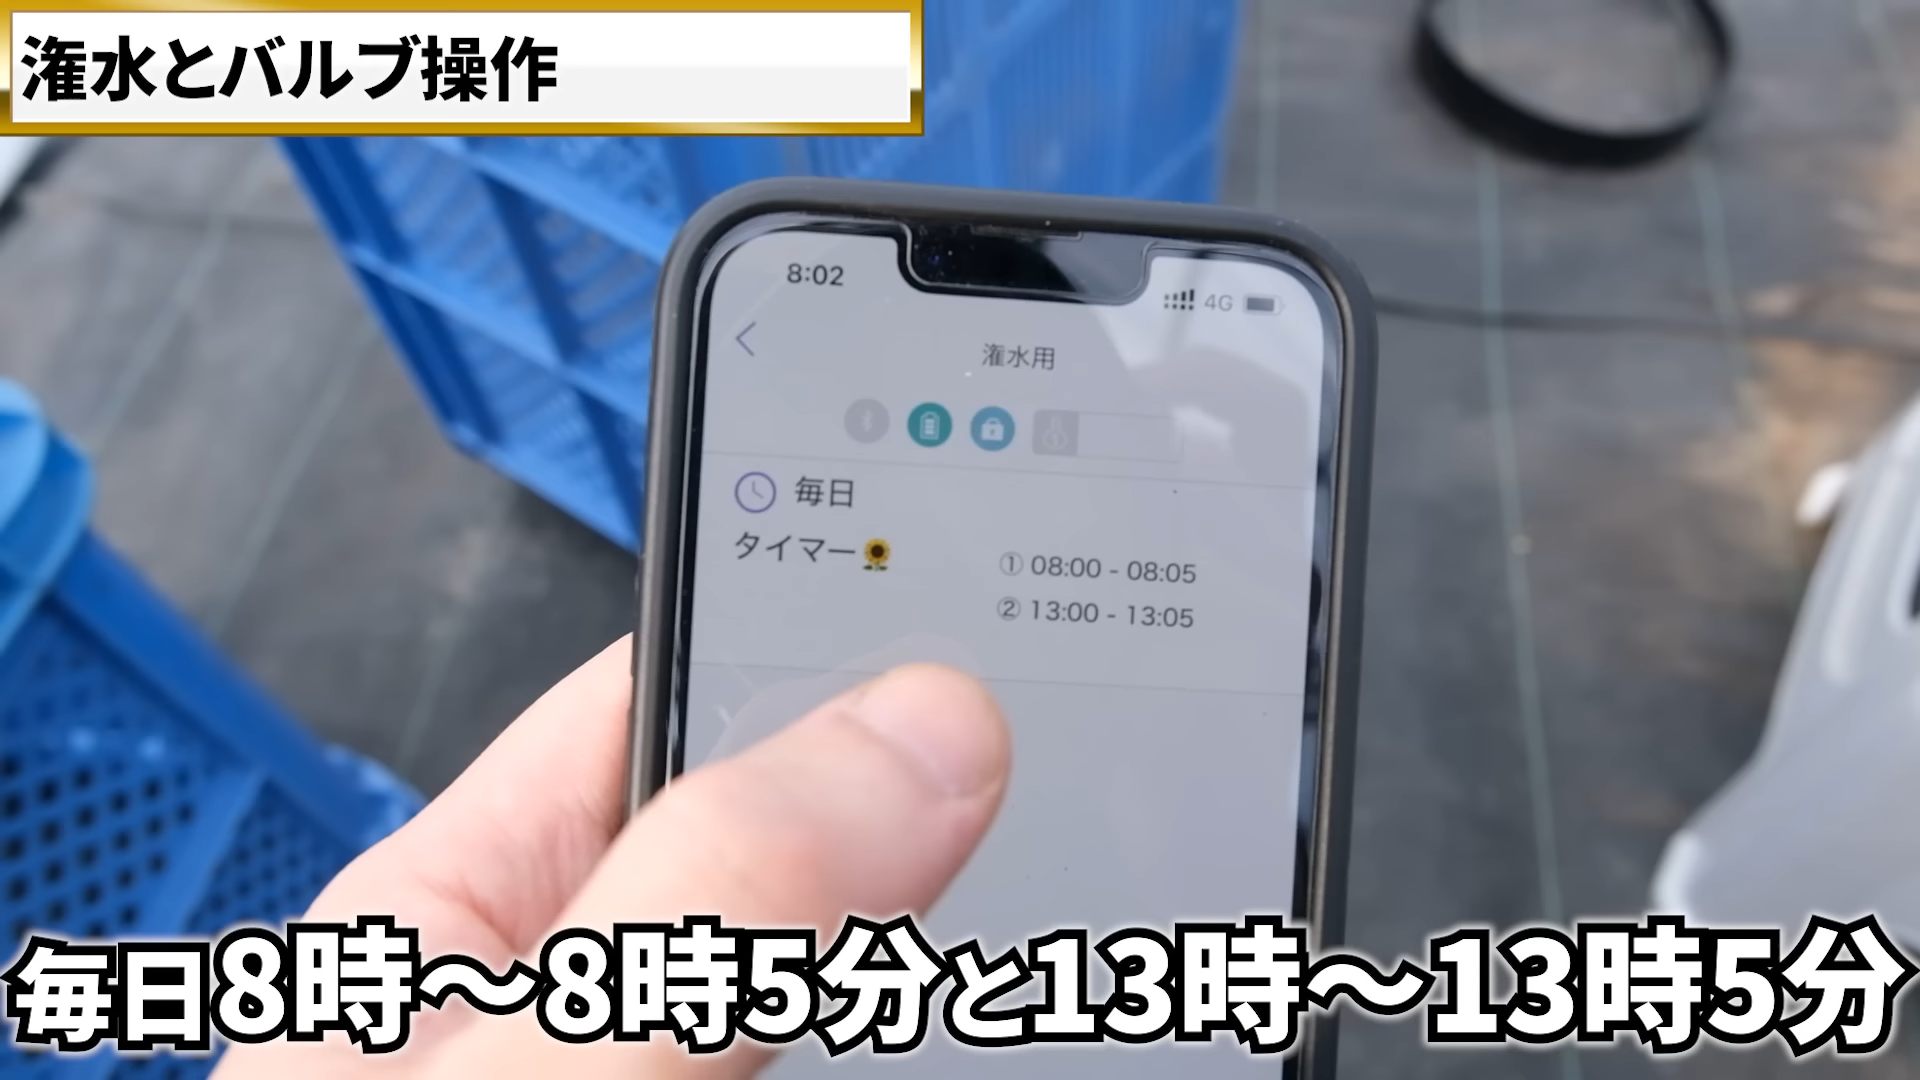 潅水とバルブ操作
8:02
4G
潅水用
毎日
タイマー🌻
① 08:00 - 08:05
② 13:00 - 13:05
毎日8時～8時5分と13時～13時5分